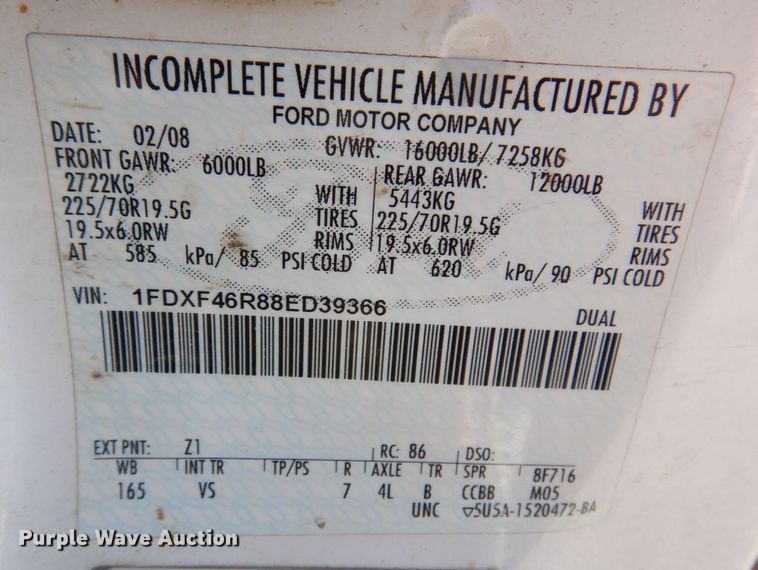 INCOMPLETE VEHICLE MANUFACTURED BY
FORD MOTOR COMPANY
DATE: 02/08 GVWR: 16000LB/ 7258KG
FRONT GAWR: 6000LB REAR GAWR: 12000LB
2722KG WITH 5443KG WITH
225/70R19.5G TIRES 225/70R19.5G TIRES
19.5x6.0RW RIMS 19.5x6.0RW RIMS
AT 585 kPa/ 85 PSI COLD AT 620 kPa/ 90 PSI COLD
VIN: 1FDXF46R88ED39366 DUAL
EXT PNT: Z1 RC: 86 DSO:
WB INT TR TP/PS R AXLE TR SPR 8F716
165 VS 7 4L B CCBB M05
UNC ▽5U5A-1520472-BA
Purple Wave Auction